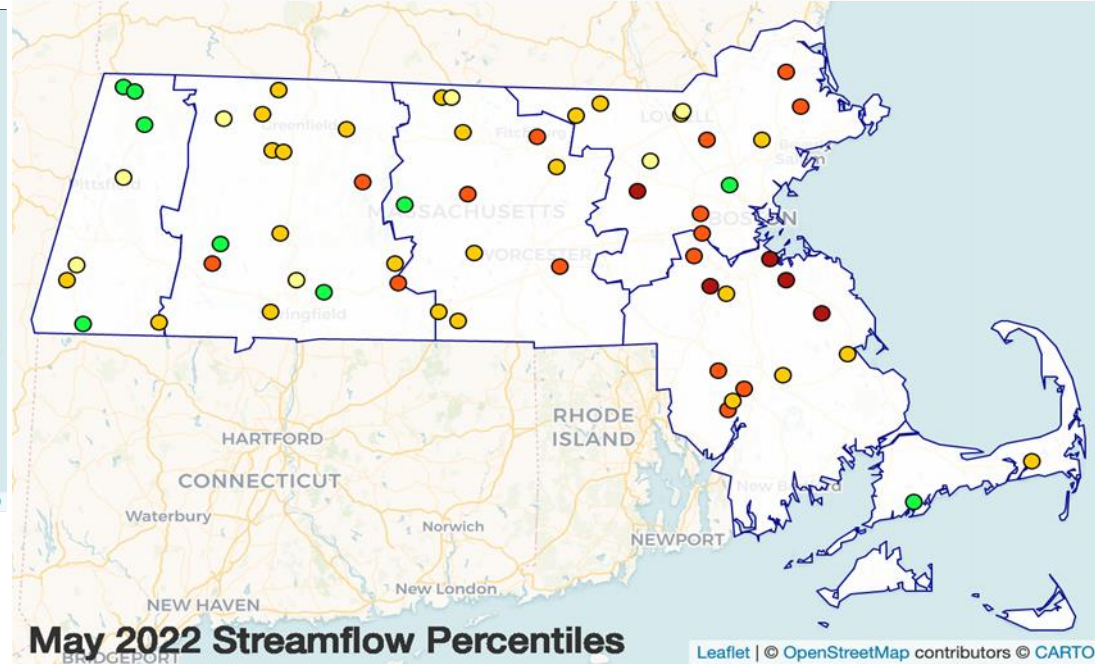 Greenfield
Fitchburg
LOWELL
Salem
Pittsfield
MASSACHUSETTS
BOSTON
WORCESTER
Springfield
RHODE
ISLAND
HARTFORD
CONNECTICUT
New Bedford
Waterbury
Norwich
NEWPORT
New London
NEW HAVEN
May 2022 Streamflow Percentiles
BRIDGEPORT
Leaflet | © OpenStreetMap contributors © CARTO